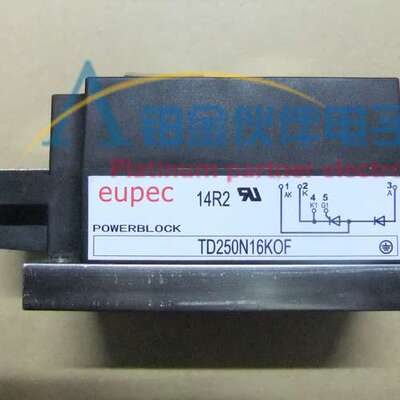 铂金伙伴电子
Platinum partner electro
eupec
14R2
1 2 3
AK K A
4 5
K1 G1
POWERBLOCK
TD250N16KOF